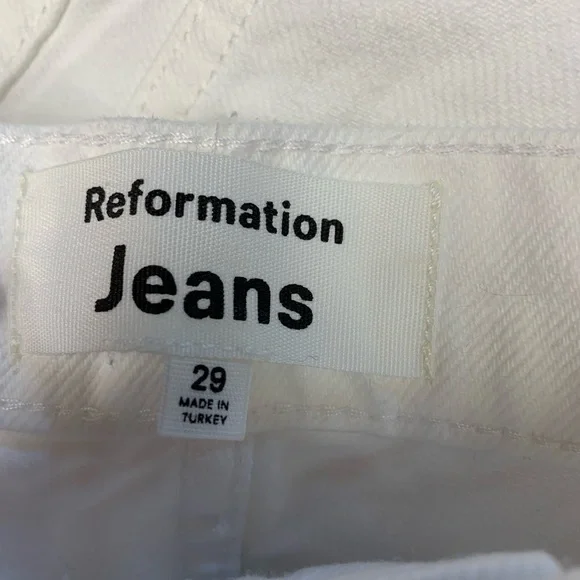 Reformation
Jeans
29
MADE IN
TURKEY